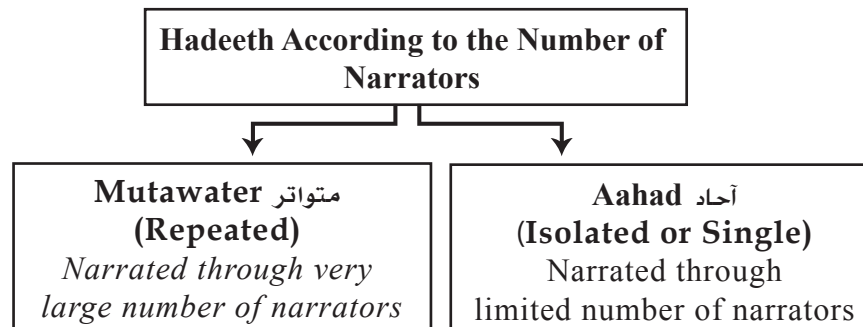 Hadeeth According to the Number of
Narrators
Mutawater متواتر
(Repeated)
Narrated through very
large number of narrators
Aahad آحاد
(Isolated or Single)
Narrated through
limited number of narrators